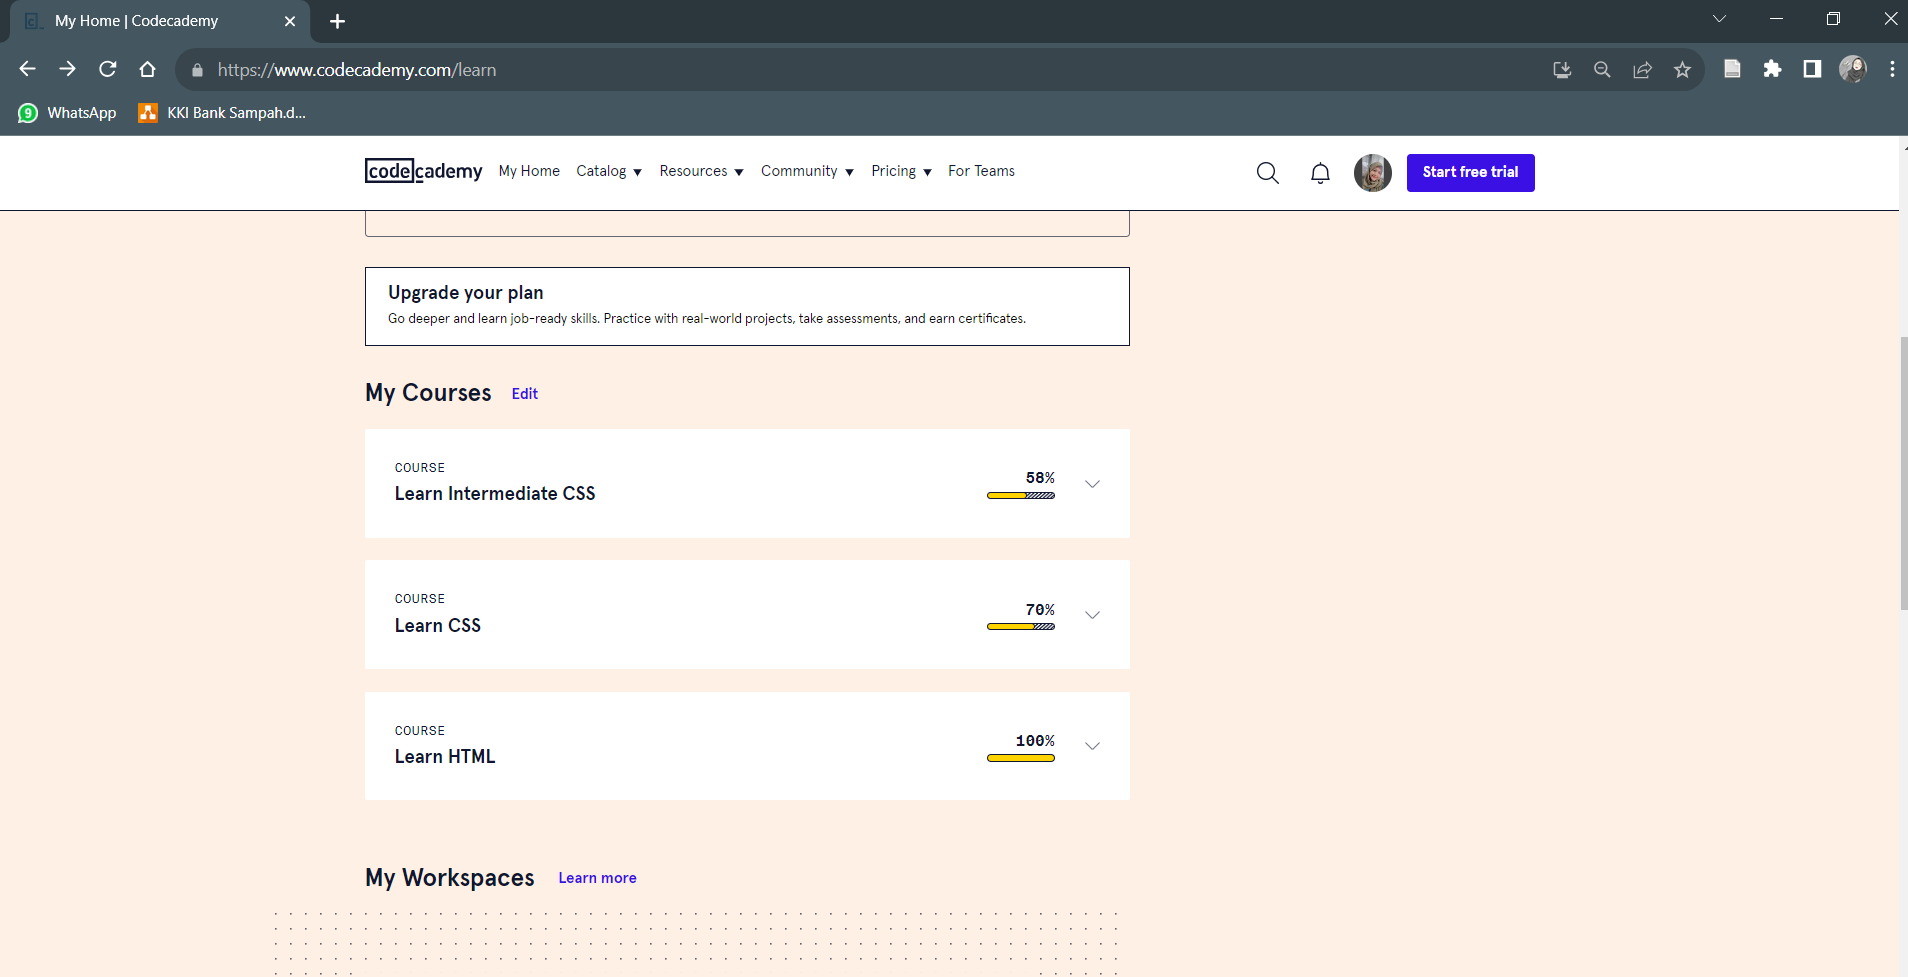 My Home | Codecademy
https://www.codecademy.com/learn
9 WhatsApp KKI Bank Sampah.d...
codecademy My Home Catalog Resources Community Pricing For Teams Start free trial
Upgrade your plan
Go deeper and learn job-ready skills. Practice with real-world projects, take assessments, and earn certificates.
My Courses Edit
COURSE
58%
Learn Intermediate CSS
COURSE
70%
Learn CSS
COURSE
100%
Learn HTML
My Workspaces Learn more